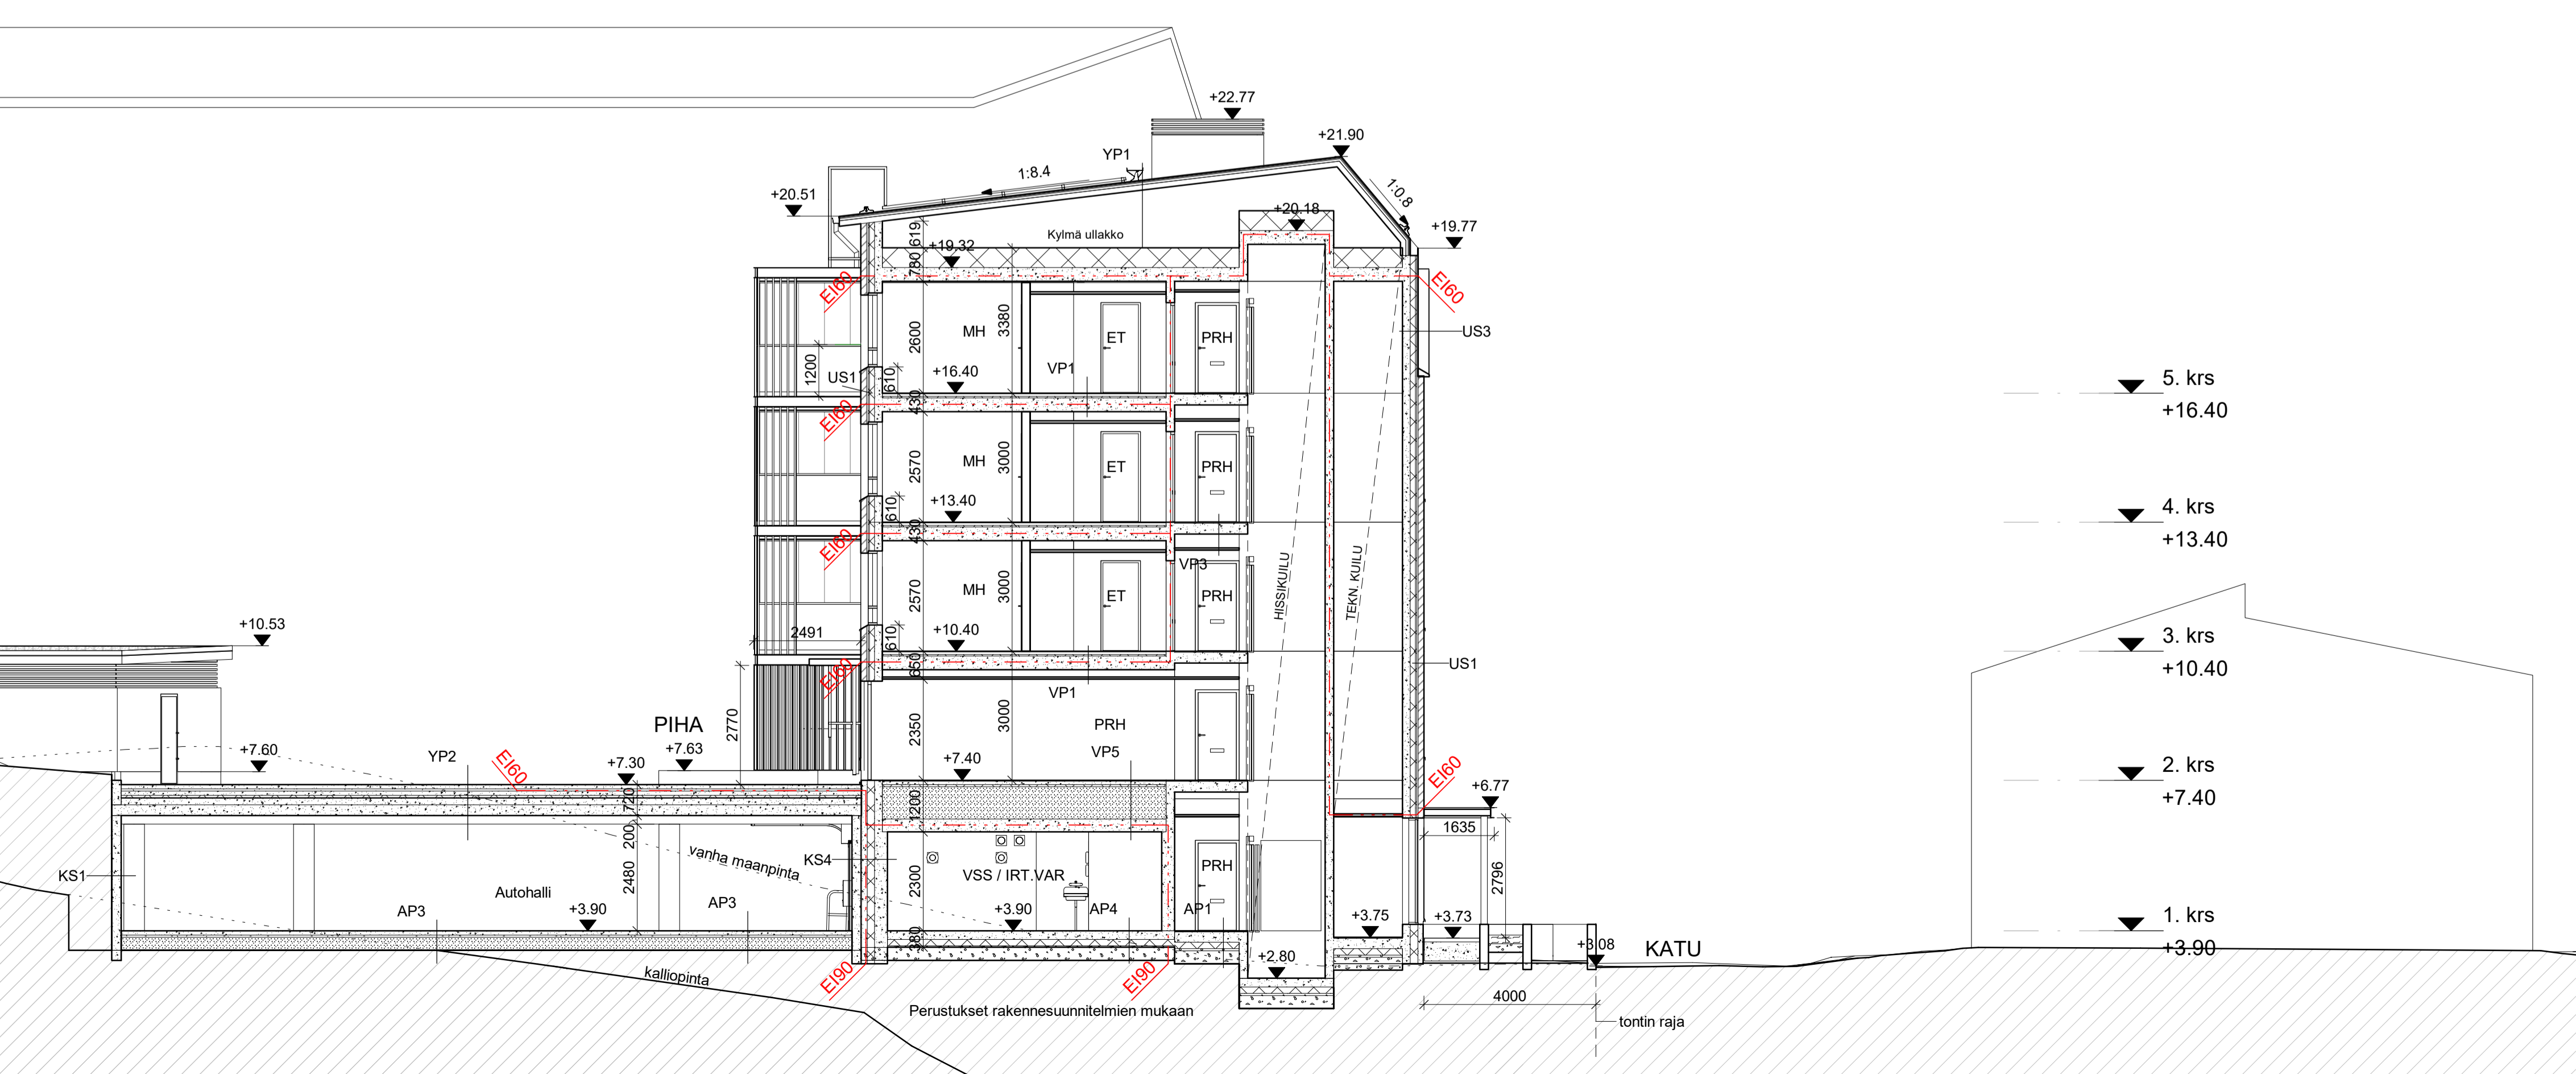 +22.77
+21.90
YP1
1:8.4
1:0.8
+20.51
+20.18
+19.77
619
Kylmä ullakko
+19.32
780
EI60
EI60
MH
2600
3380
ET
PRH
US3
VP1
1200
US1
610
+16.40
430
EI60
5. krs
+16.40
MH
2570
3000
ET
PRH
610
+13.40
430
EI60
4. krs
+13.40
VP3
MH
2570
3000
ET
PRH
HISSIKUILU
TEKN. KUILU
+10.53
2491
610
+10.40
650
EI60
US1
3. krs
+10.40
VP1
2770
PIHA
+7.63
2350
3000
PRH
VP5
+7.60
YP2
EI60
+7.30
+7.40
EI60
+6.77
2. krs
+7.40
720
1200
200
1635
vanha maanpinta
KS4
KS1
2480
2300
VSS / IRT.VAR
PRH
2796
Autohalli
AP3
AP3
+3.90
+3.90
AP4
AP1
+3.75
+3.73
1. krs
+3.90
380
+3.08
KATU
+2.80
kalliopinta
EI90
EI90
4000
Perustukset rakennesuunnitelmien mukaan
tontin raja